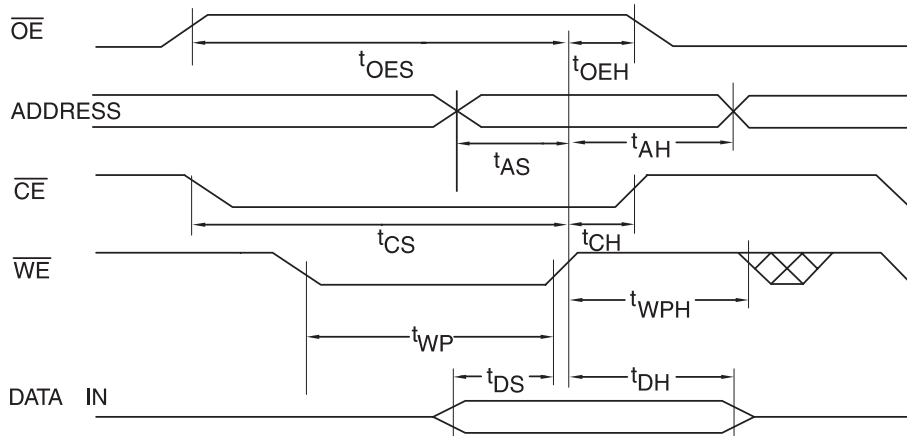 OE
tOES
tOEH
ADDRESS
tAS
tAH
CE
tCS
tCH
WE
tWPH
tWP
tDS
tDH
DATA IN